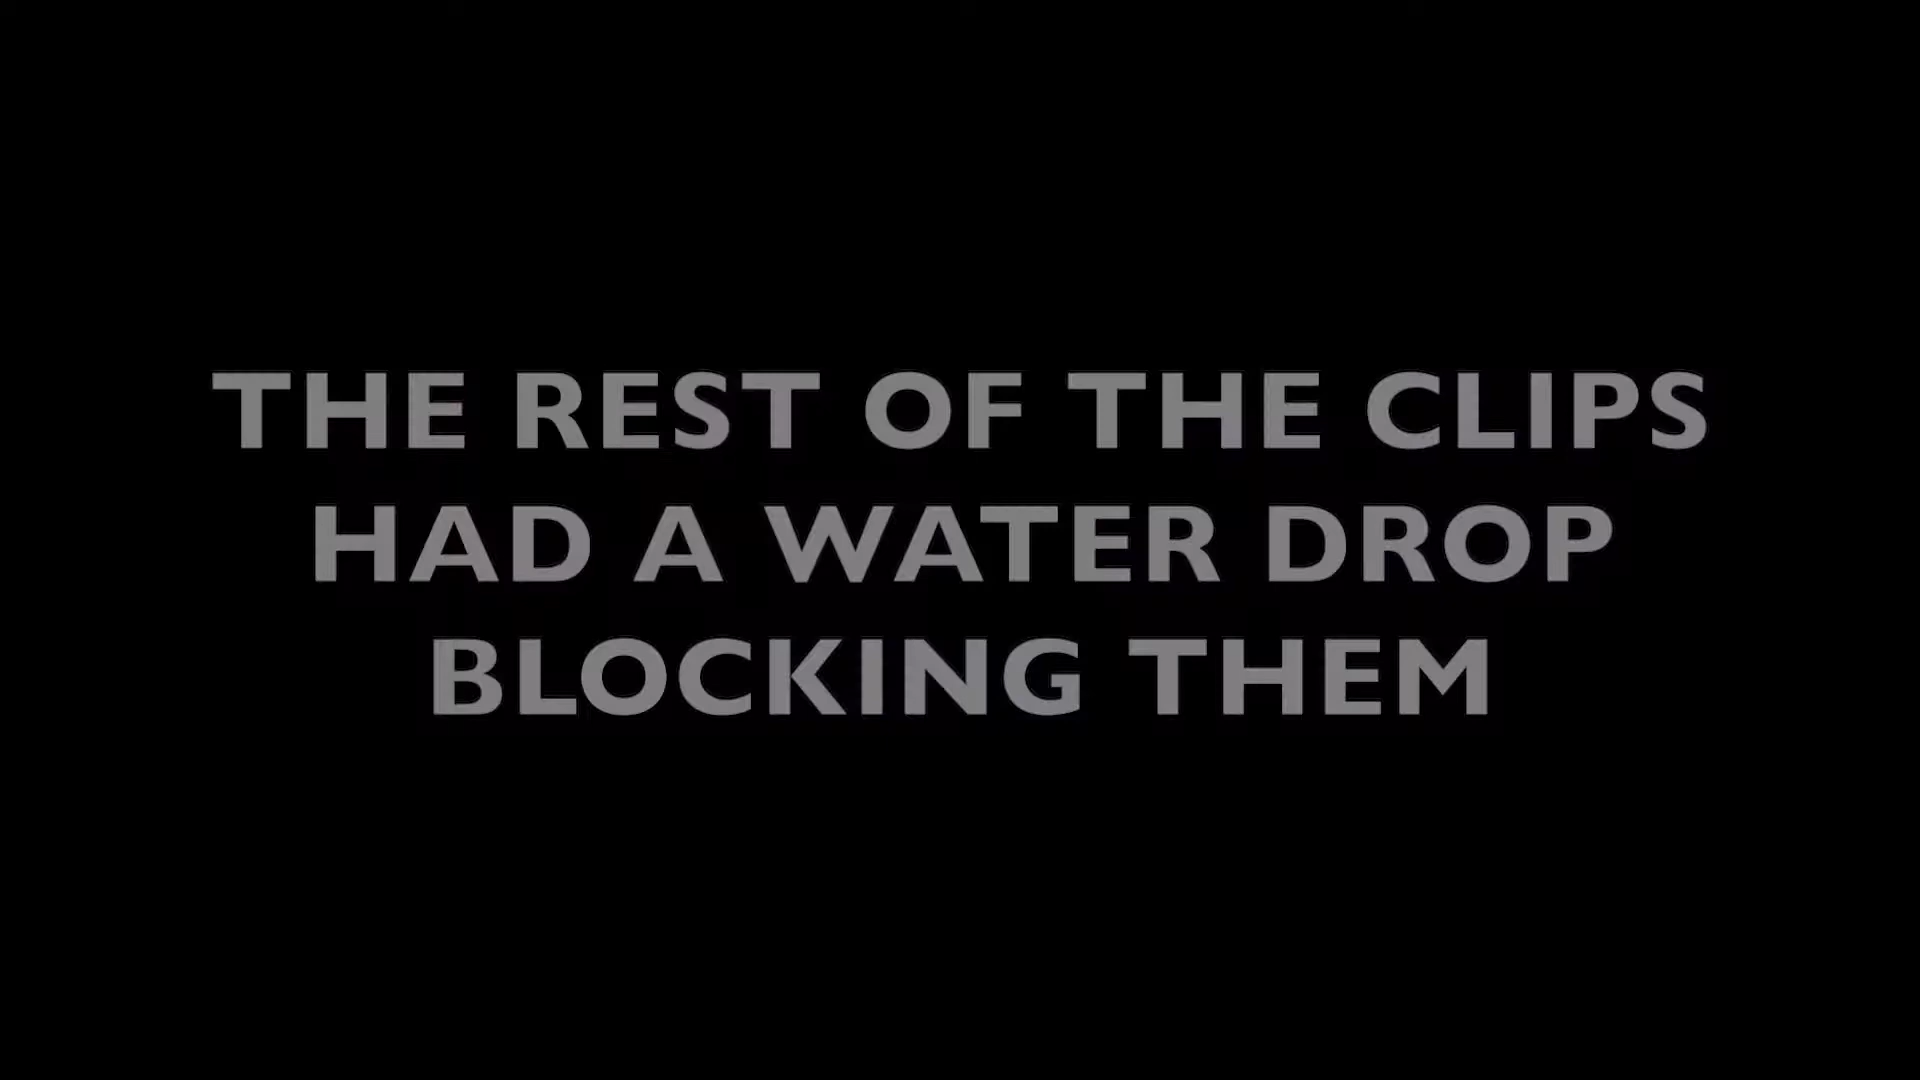 THE REST OF THE CLIPS
HAD A WATER DROP
BLOCKING THEM